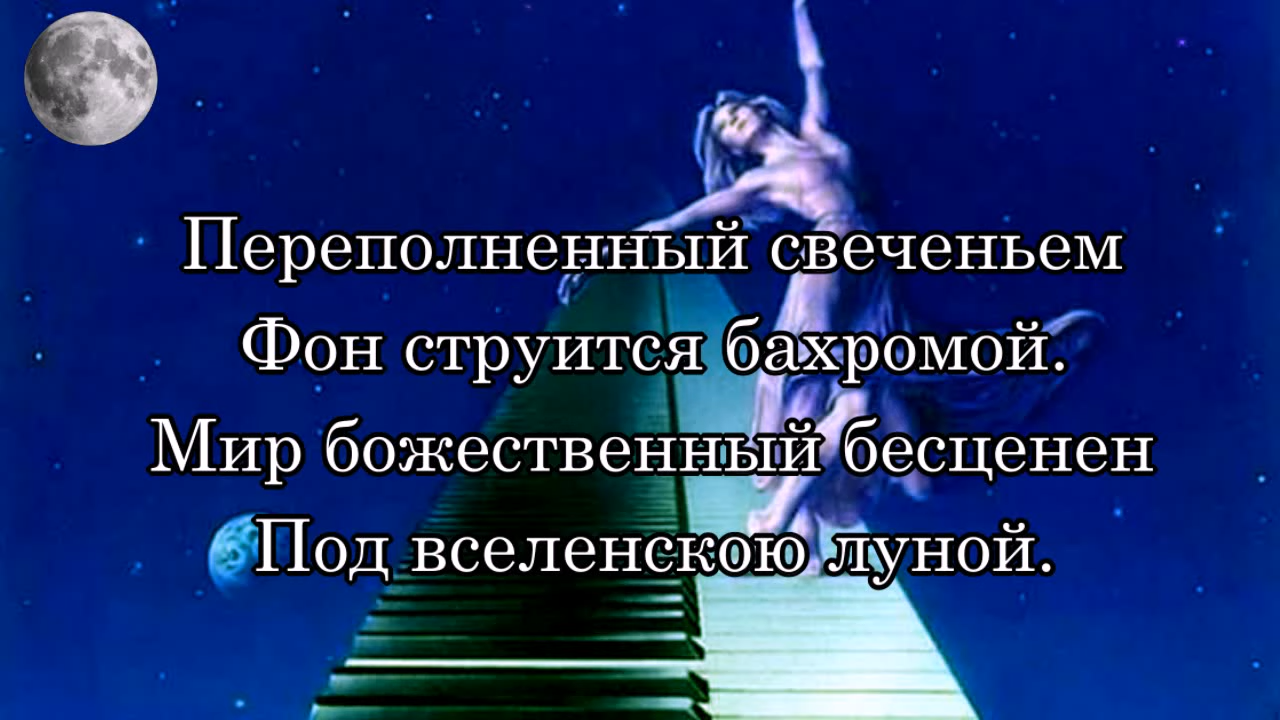 Переполненный свеченьем
Фон струится бахромой.
Мир божественный бесценен
Под вселенскою луной.